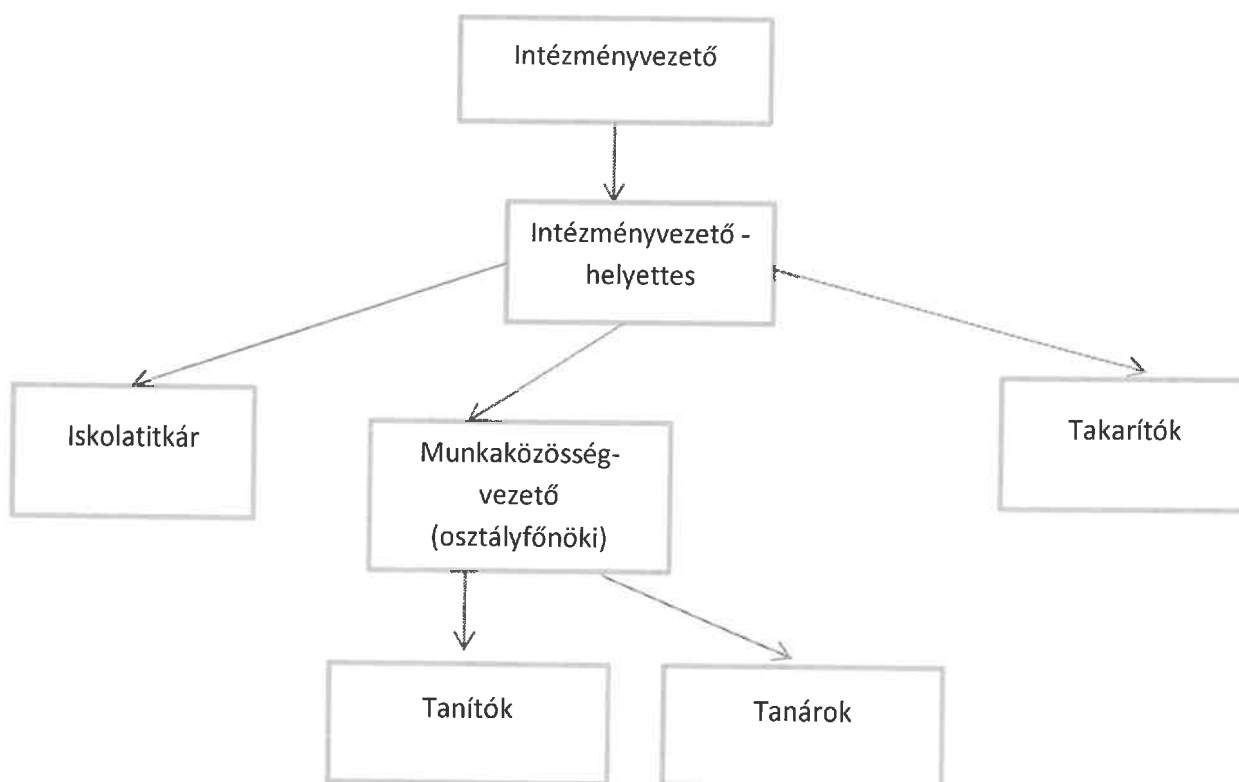 Intézményvezető
Intézményvezető -
helyettes
Iskolatitkár
Munkaközösség-
vezető
(osztályfőnöki)
Takarítók
Tanítók
Tanárok